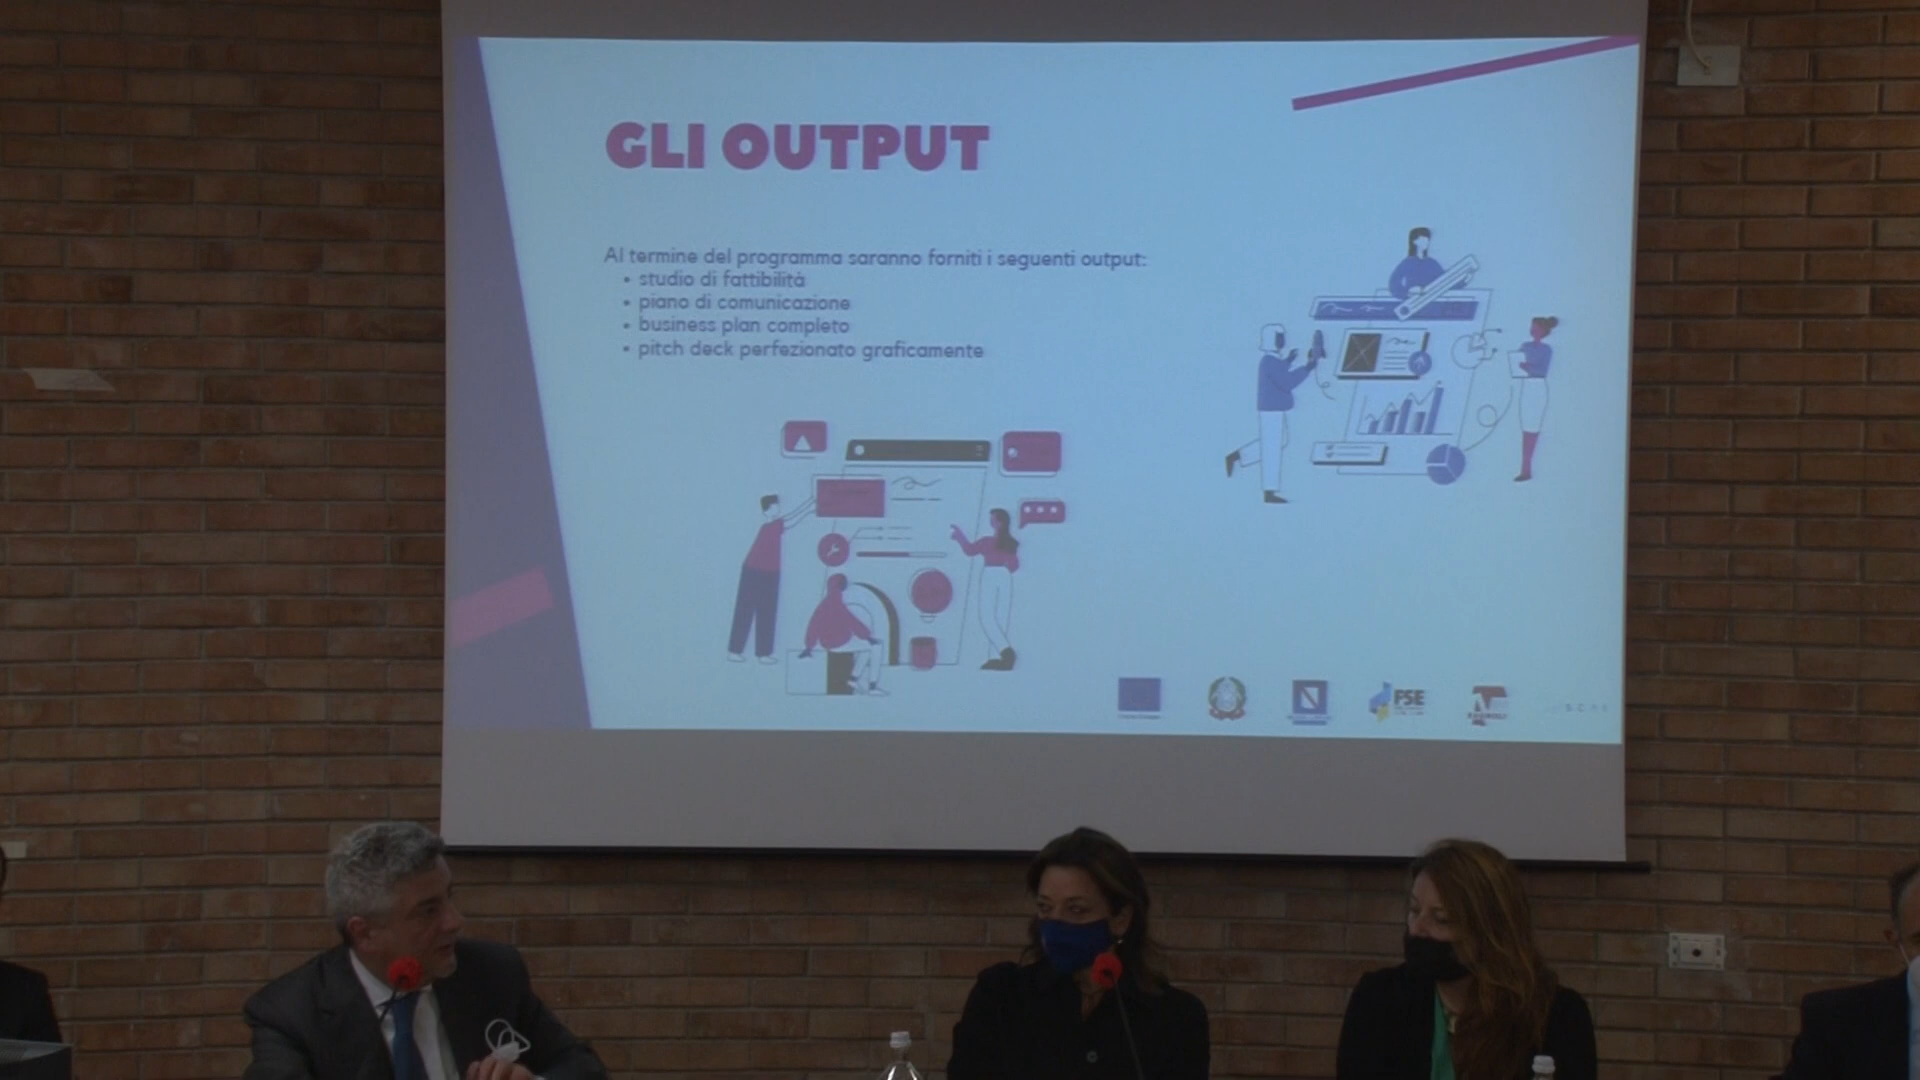 GLI OUTPUT
Al termine del programma saranno forniti i seguenti output:
• studio di fattibilità
• piano di comunicazione
• business plan completo
• pitch deck perfezionato graficamente
FSE